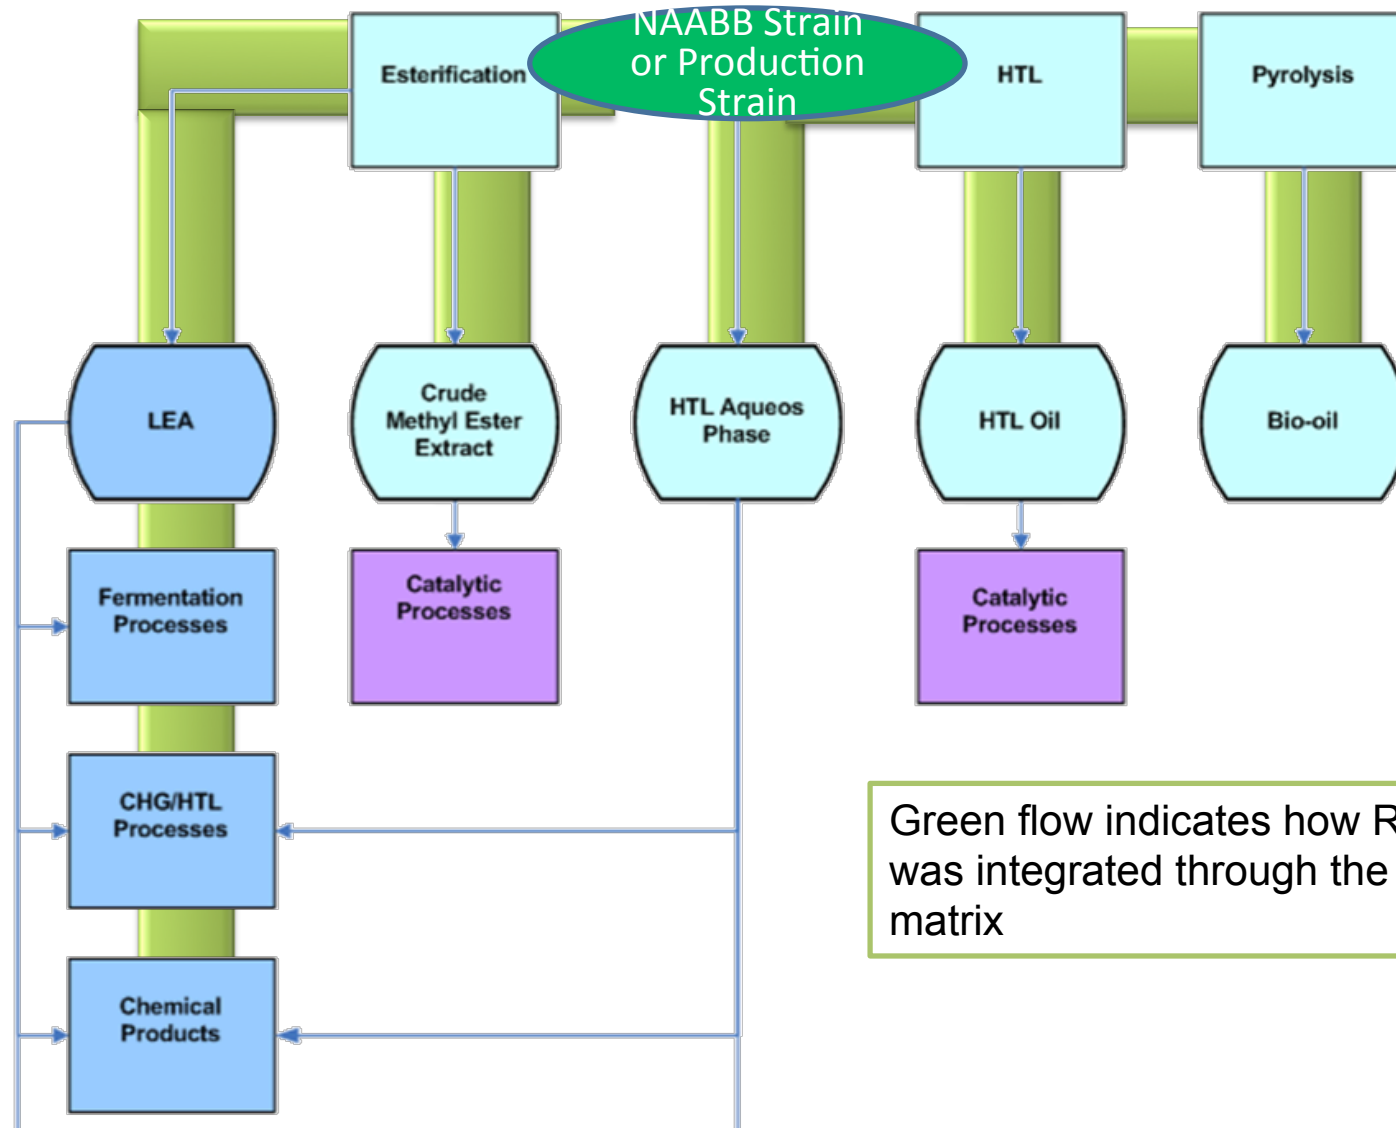 NAABB Strain
or Production
Strain
Esterification
HTL
Pyrolysis
LEA
Crude
Methyl Ester
Extract
HTL Aqueos
Phase
HTL Oil
Bio-oil
Fermentation
Processes
Catalytic
Processes
Catalytic
Processes
CHG/HTL
Processes
Green flow indicates how
was integrated through the
matrix
Chemical
Products